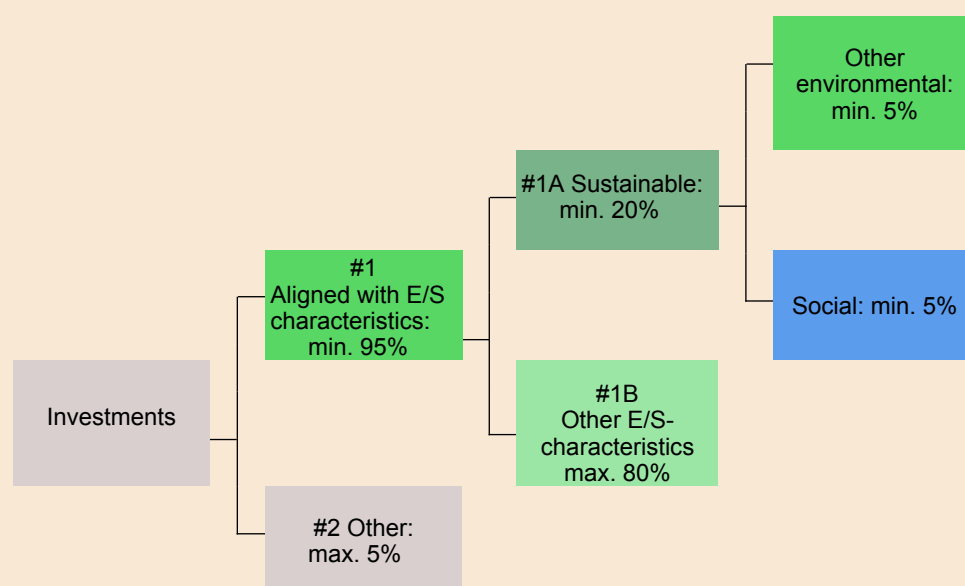 Other
environmental:
min. 5%
#1A Sustainable:
min. 20%
#1
Aligned with E/S
characteristics:
min. 95%
Social: min. 5%
Investments
#1B
Other E/S-
characteristics
max. 80%
#2 Other:
max. 5%